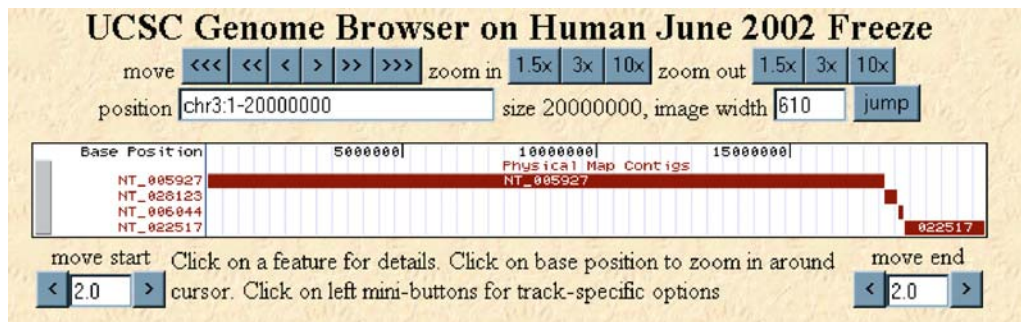 UCSC Genome Browser on Human June 2002 Freeze
move <<< << < > >> >>> zoom in 1.5x 3x 10x zoom out 1.5x 3x 10x
position chr3:1-20000000 size 20000000, image width 610 jump
Base Position 5000000| 10000000| 15000000|
Physical Map Contigs
NT_005927 NT_005927
NT_028123
NT_006044
NT_022517 022517
move start Click on a feature for details. Click on base position to zoom in around move end
< 2.0 > cursor. Click on left mini-buttons for track-specific options < 2.0 >